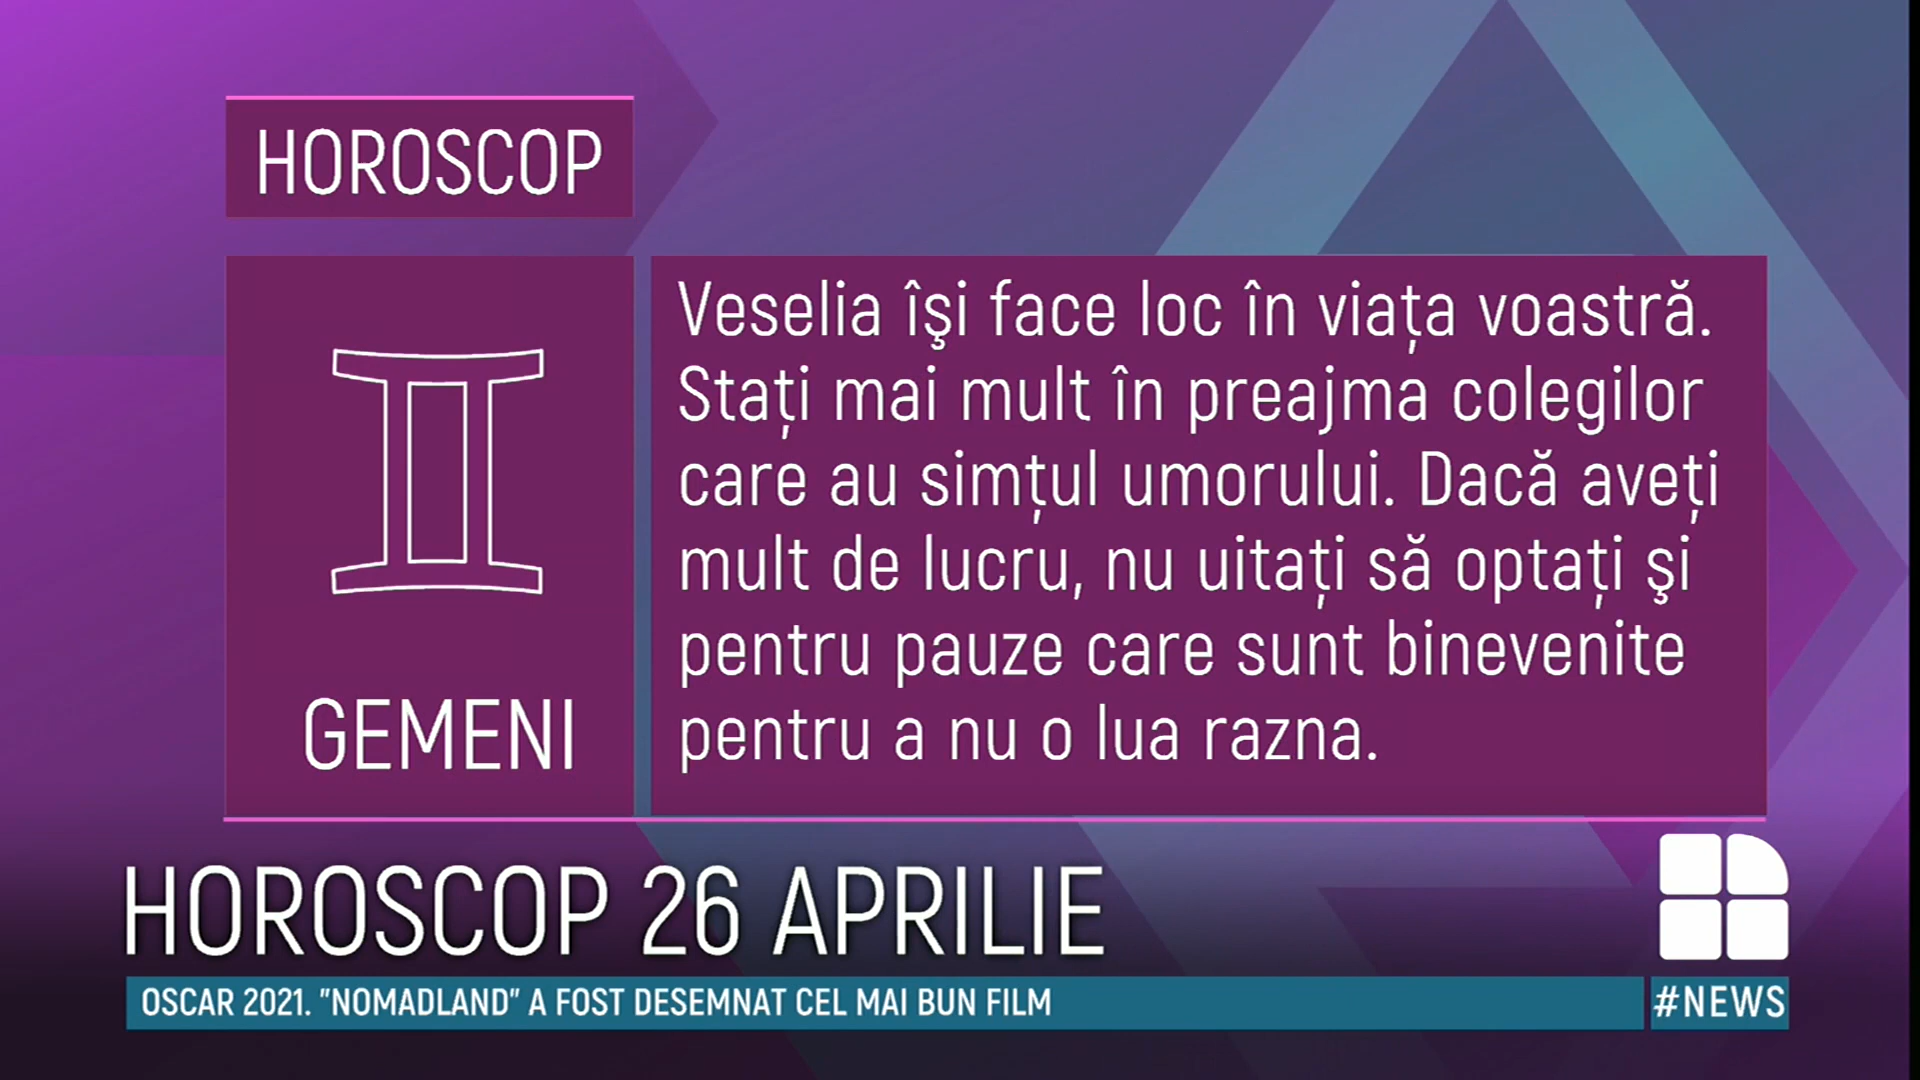 HOROSCOP
GEMENI
Veselia îşi face loc în viața voastră.
Stați mai mult în preajma colegilor
care au simțul umorului. Dacă aveți
mult de lucru, nu uitați să optați şi
pentru pauze care sunt binevenite
pentru a nu o lua razna.
HOROSCOP 26 APRILIE
OSCAR 2021. "NOMADLAND" A FOST DESEMNAT CEL MAI BUN FILM
#NEWS